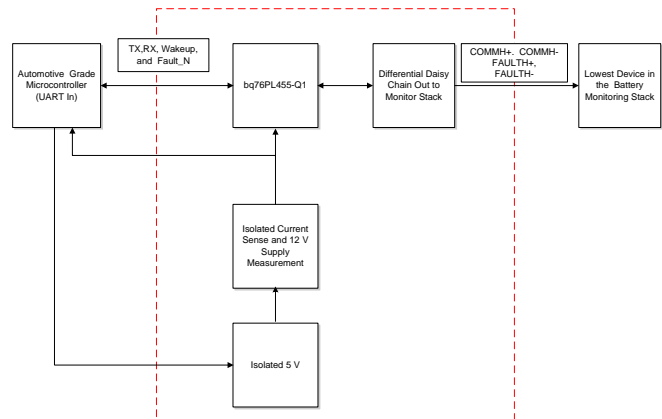 TX,RX, Wakeup,
and Fault_N
COMMH+. COMMH-
FAULTH+,
FAULTH-
Automotive Grade
Microcontroller
(UART In)
bq76PL455-Q1
Differential Daisy
Chain Out to
Monitor Stack
Lowest Device in
the Battery
Monitoring Stack
Isolated Current
Sense and 12 V
Supply
Measurement
Isolated 5 V